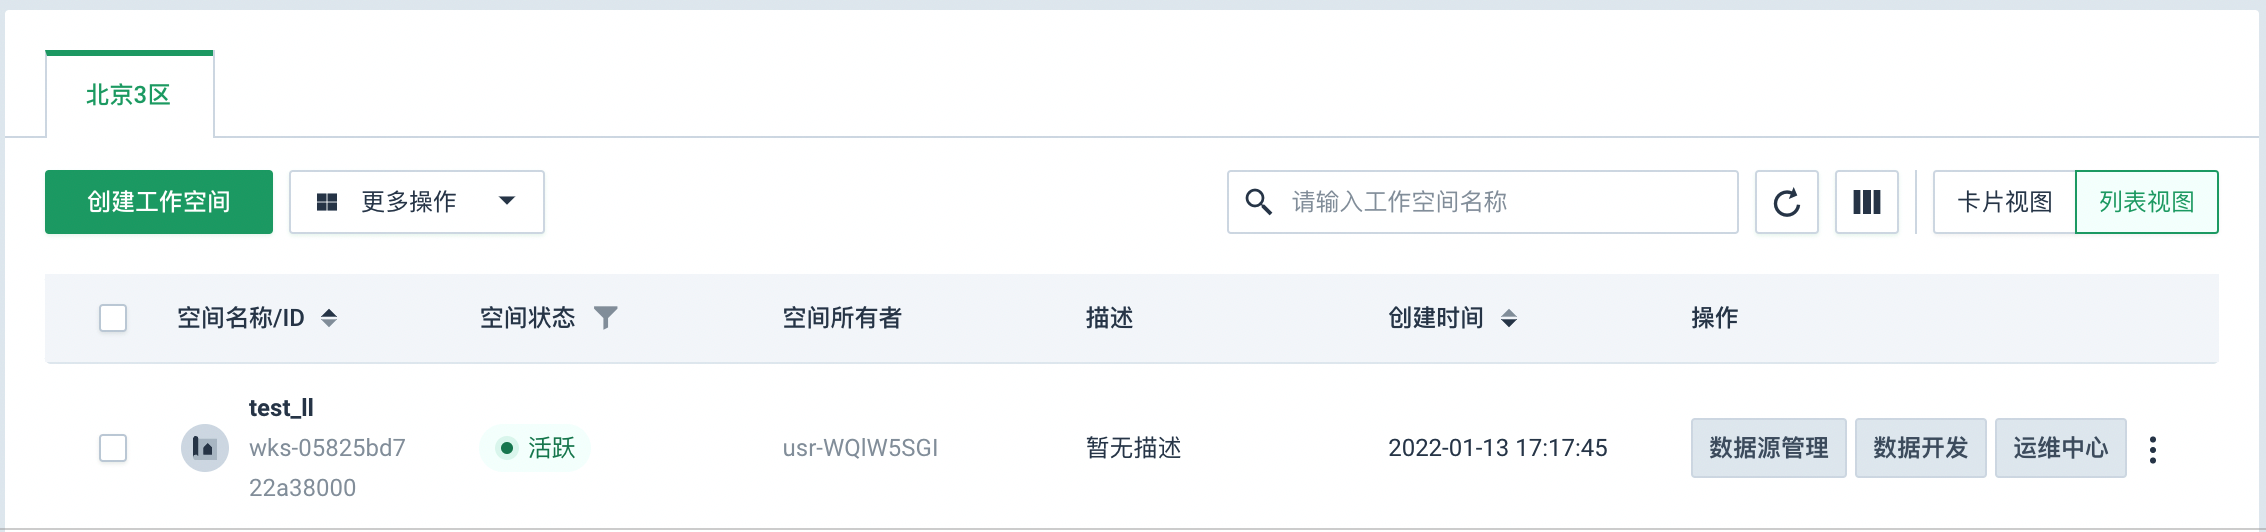 北京3区
创建工作空间 更多操作 请输入工作空间名称 卡片视图 列表视图
空间名称/ID 空间状态 空间所有者 描述 创建时间 操作
test_ll
wks-05825bd7 活跃 usr-WQlW5SGI 暂无描述 2022-01-13 17:17:45 数据源管理 数据开发 运维中心
22a38000